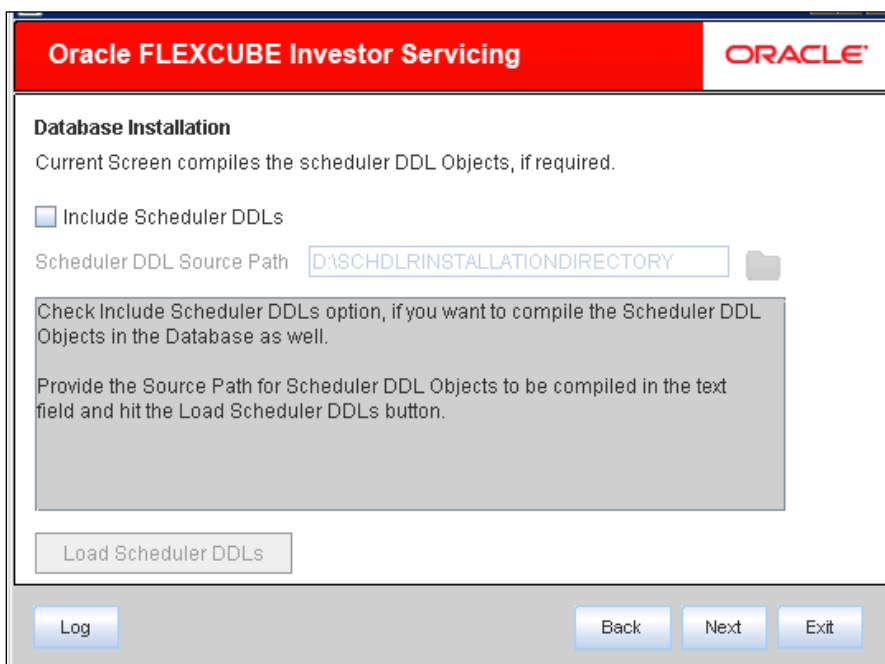 Oracle FLEXCUBE Investor Servicing
ORACLE
Database Installation
Current Screen compiles the scheduler DDL Objects, if required.
Include Scheduler DDLs
Scheduler DDL Source Path D:\SCHDLRINSTALLATIONDIRECTORY
Check Include Scheduler DDLs option, if you want to compile the Scheduler DDL
Objects in the Database as well.
Provide the Source Path for Scheduler DDL Objects to be compiled in the text
field and hit the Load Scheduler DDLs button.
Load Scheduler DDLs
Log Back Next Exit